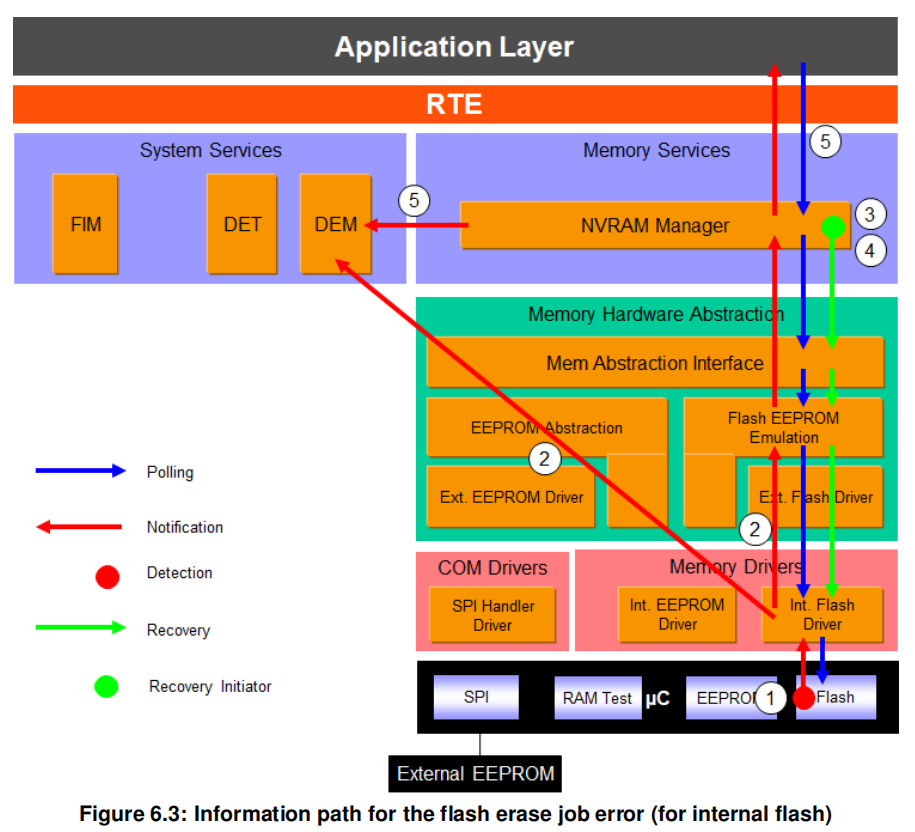 Application Layer
RTE
System Services
Memory Services
5
FIM
DET
DEM
5
NVRAM Manager
3
4
Memory Hardware Abstraction
Mem Abstraction Interface
EEPROM Abstraction
Flash EEPROM
Emulation
2
Ext. EEPROM Driver
Ext. Flash Driver
2
Polling
Notification
Detection
Recovery
Recovery Initiator
COM Drivers
Memory Drivers
SPI Handler
Driver
Int. EEPROM
Driver
Int. Flash
Driver
SPI
RAM Test
µC
EEPROM
1
Flash
External EEPROM
Figure 6.3: Information path for the flash erase job error (for internal flash)